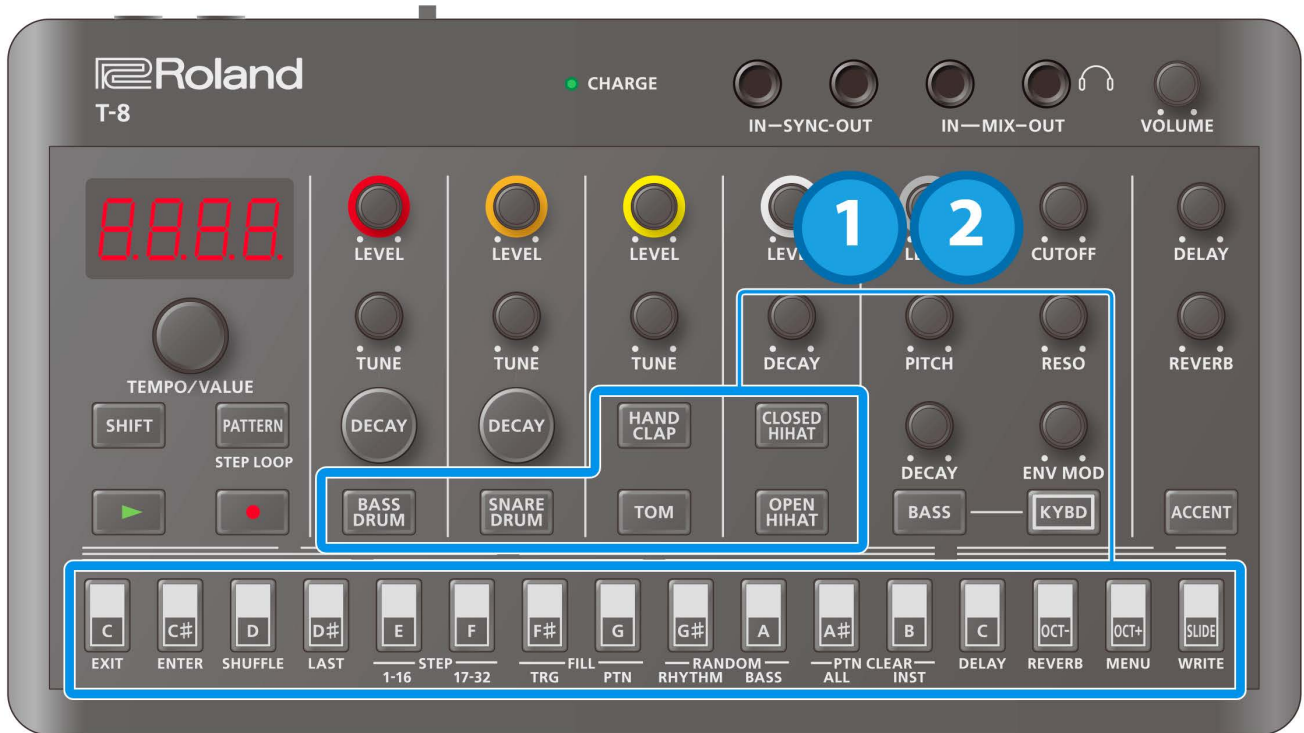 Roland
T-8
CHARGE
IN-SYNC-OUT
IN-MIX-OUT
VOLUME
8.8.8.8.
1
2
LEVEL
LEVEL
LEVEL
CUTOFF
DELAY
TUNE
TUNE
TUNE
DECAY
PITCH
RESO
REVERB
TEMPO/VALUE
SHIFT
PATTERN
STEP LOOP
DECAY
DECAY
HAND CLAP
CLOSED HIHAT
DECAY
ENV MOD
BASS DRUM
SNARE DRUM
TOM
OPEN HIHAT
BASS
KYBD
ACCENT
C C# D D# E F F# G G# A A# B C OCT- OCT+ SLIDE
EXIT ENTER SHUFFLE LAST STEP FILL RANDOM PTN CLEAR DELAY REVERB MENU WRITE
1-16 17-32 TRG PTN RHYTHM BASS ALL INST